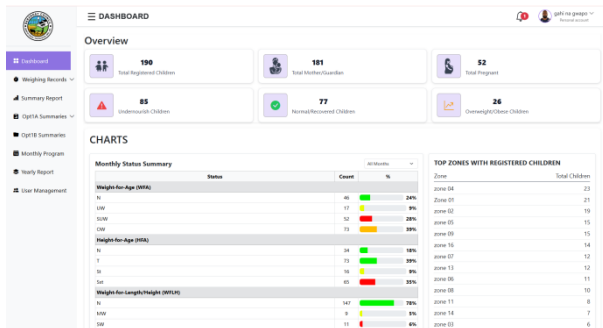 DASHBOARD
gehi na gwapo
Personal account
Dashboard
Weighing Records
Summary Report
Opt1A Summaries
Opt1B Summaries
Monthly Program
Yearly Report
User Management
Overview
190
Total Registered Children
181
Total Mother/Guardian
52
Total Pregnant
85
Undernourish Children
77
Normal/Recovered Children
26
Overweight/Obese Children
CHARTS
Monthly Status Summary
All Months
Status Count %
Weight-for-Age (WFA)
N 46 24%
UW 17 9%
SUW 52 28%
OW 73 39%
Height-for-Age (HFA)
N 34 18%
T 73 39%
St 16 9%
Sst 65 35%
Weight-for-Length/Height (WFLH)
N 147 78%
MW 9 5%
SW 11 6%
TOP ZONES WITH REGISTERED CHILDREN
Zone Total Children
zone 04 23
Zone 01 21
zone 02 19
zone 05 15
zone 09 15
zone 16 14
zone 07 12
zone 13 12
zone 06 11
zone 08 10
zone 11 8
zone 14 7
zone 03 6